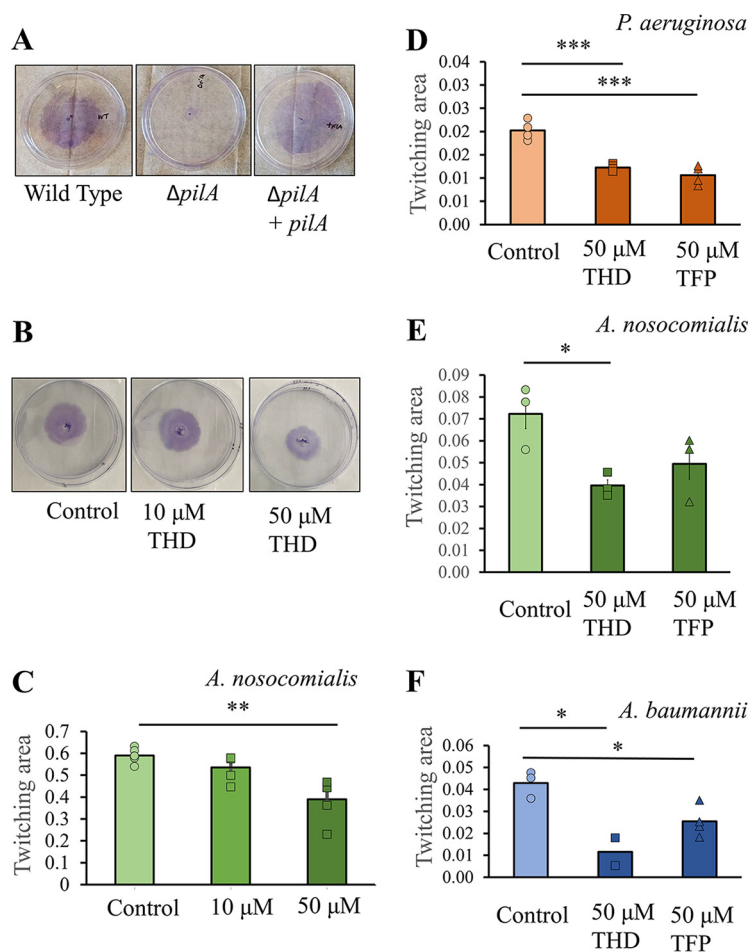 A
WT
ΔpilA
+pilA
Wild Type
ΔpilA
ΔpilA
+ pilA
B
Control
10 μM
THD
50 μM
THD
C
A. nosocomialis
**
Twitching area
0.7
0.6
0.5
0.4
0.3
0.2
0.1
0
Control
10 μM
50 μM
D
P. aeruginosa
***
***
Twitching area
0.04
0.03
0.03
0.02
0.02
0.01
0.01
0.00
Control
50 μM
THD
50 μM
TFP
E
A. nosocomialis
*
Twitching area
0.09
0.08
0.07
0.06
0.05
0.04
0.03
0.02
0.01
0.00
Control
50 μM
THD
50 μM
TFP
F
A. baumannii
*
*
Twitching area
0.06
0.05
0.04
0.03
0.02
0.01
0.00
Control
50 μM
THD
50 μM
TFP